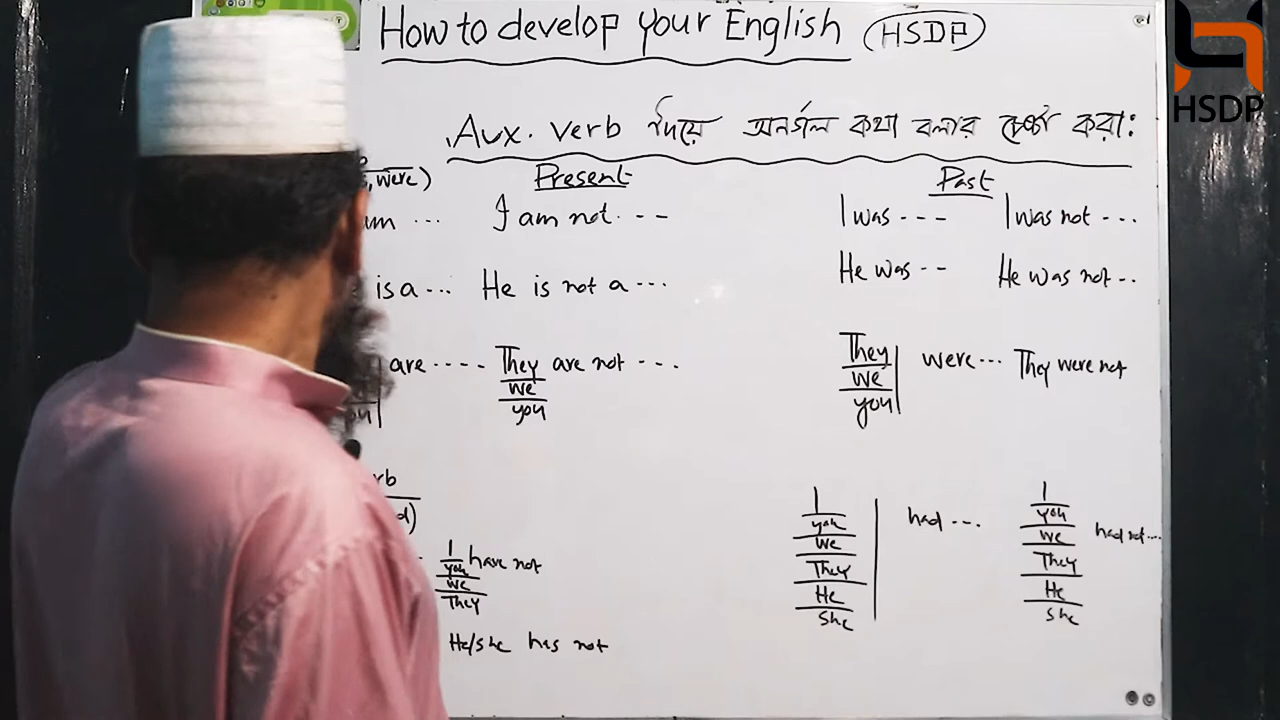 How to develop your English (HSDP)
HSDP
Aux. verb দিয়ে অনর্গল কথা বলার চেষ্টা করা:
, were)
Present
Past
am ... I am not. ---
I was --- I was not ---
is a ... He is not a ...
He was -- He was not --
are ---- They are not ---
we
you
They were --- They were not
we
you
I had --- I had not ---
you you
we we
They They
He He
she she
I have not
you
we
They
He/she has not